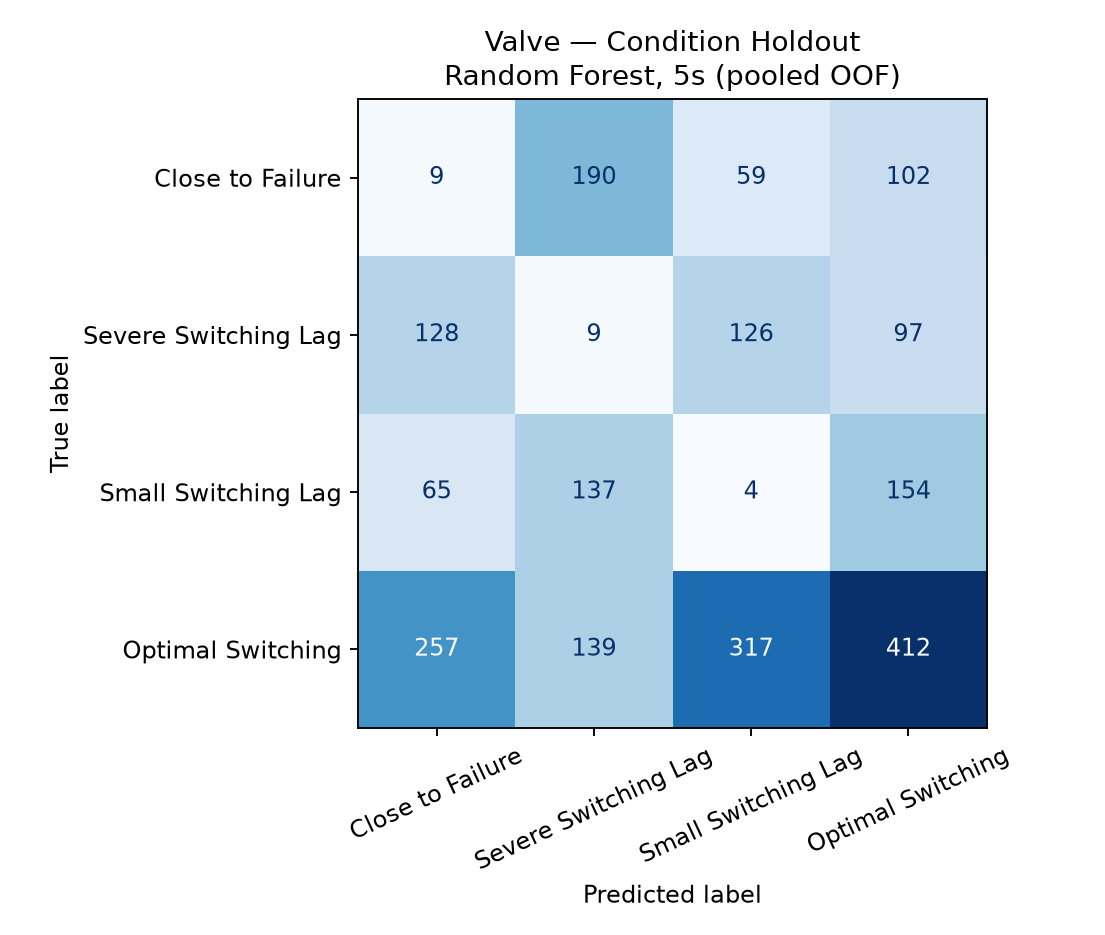 Valve — Condition Holdout
Random Forest, 5s (pooled OOF)
True label
Close to Failure 9 190 59 102
Severe Switching Lag 128 9 126 97
Small Switching Lag 65 137 4 154
Optimal Switching 257 139 317 412
Close to Failure
Severe Switching Lag
Small Switching Lag
Optimal Switching
Predicted label